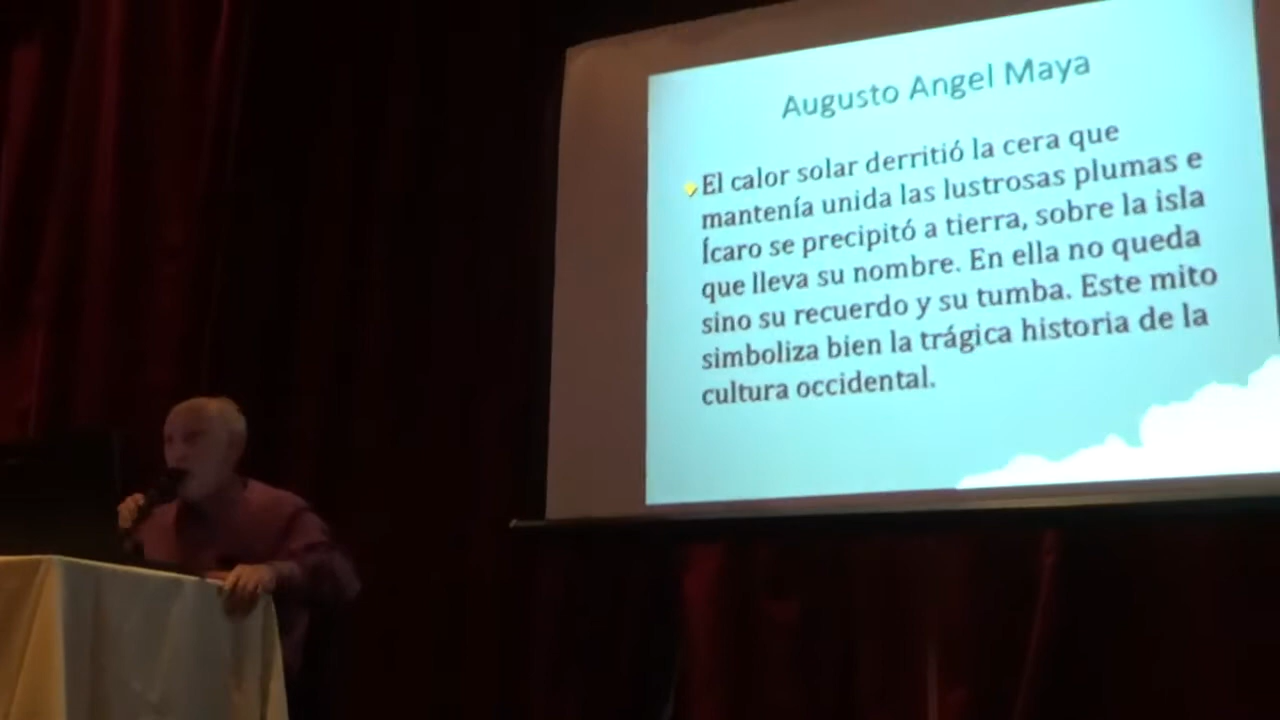 Augusto Angel Maya
El calor solar derritió la cera que
mantenía unida las lustrosas plumas e
Ícaro se precipitó a tierra, sobre la isla
que lleva su nombre. En ella no queda
sino su recuerdo y su tumba. Este mito
simboliza bien la trágica historia de la
cultura occidental.